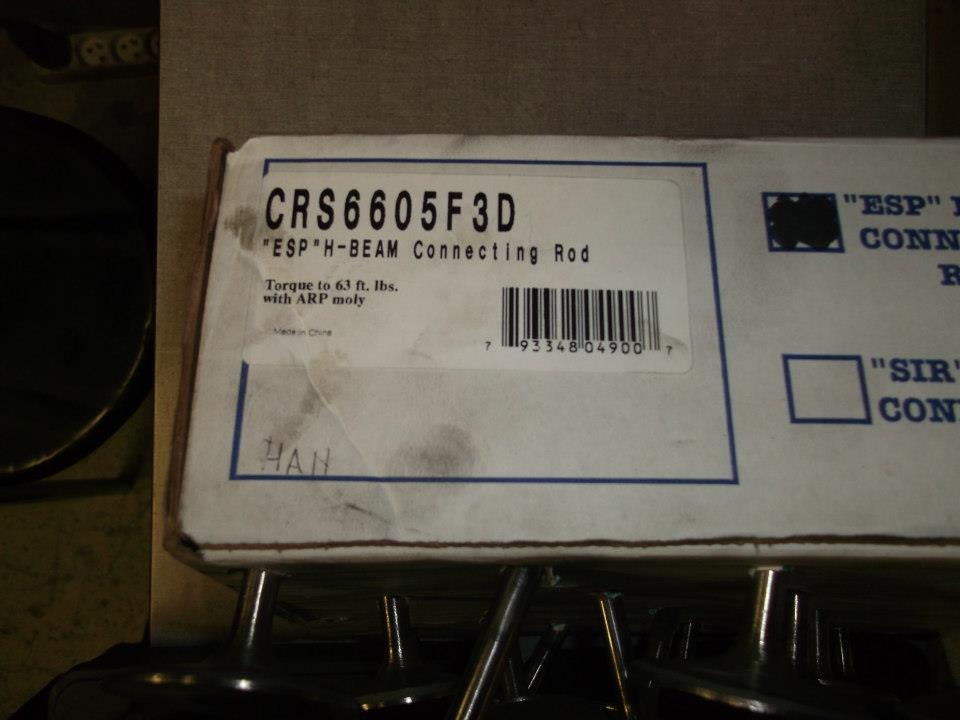 CRS6605F3D
"ESP"H-BEAM Connecting Rod
Torque to 63 ft. lbs.
with ARP moly
Made in China
7 93348 04900 7
HAN
"ESP"
CONN
R
"SIR"
CON